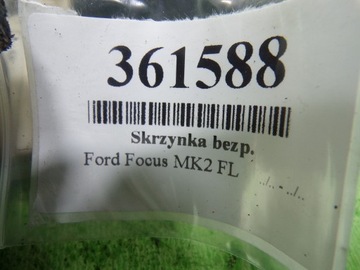 361588
Skrzynka bezp.
Ford Focus MK2 FL